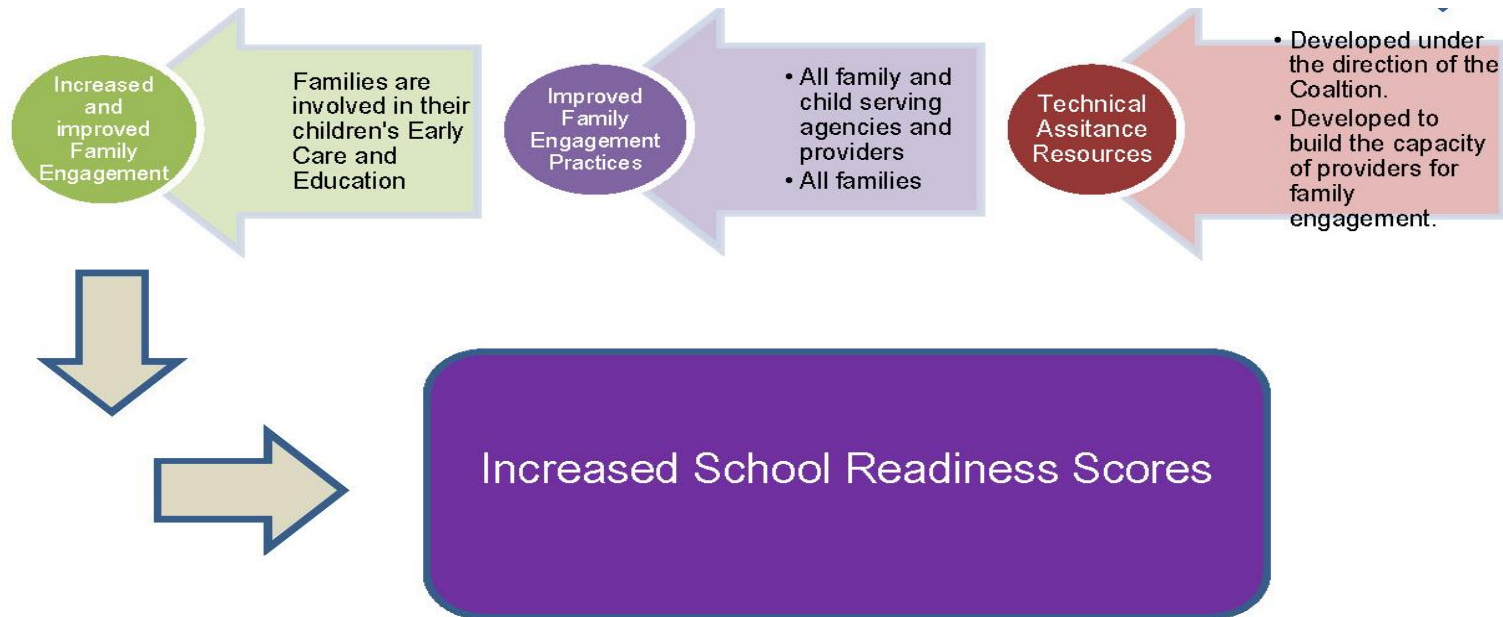 Increased
and
improved
Family
Engagement
Families are
involved in their
children's Early
Care and
Education
Improved
Family
Engagement
Practices
• All family and
child serving
agencies and
providers
• All families
Technical
Assitance
Resources
• Developed under
the direction of the
Coaltion.
• Developed to
build the capacity
of providers for
family
engagement.
Increased School Readiness Scores